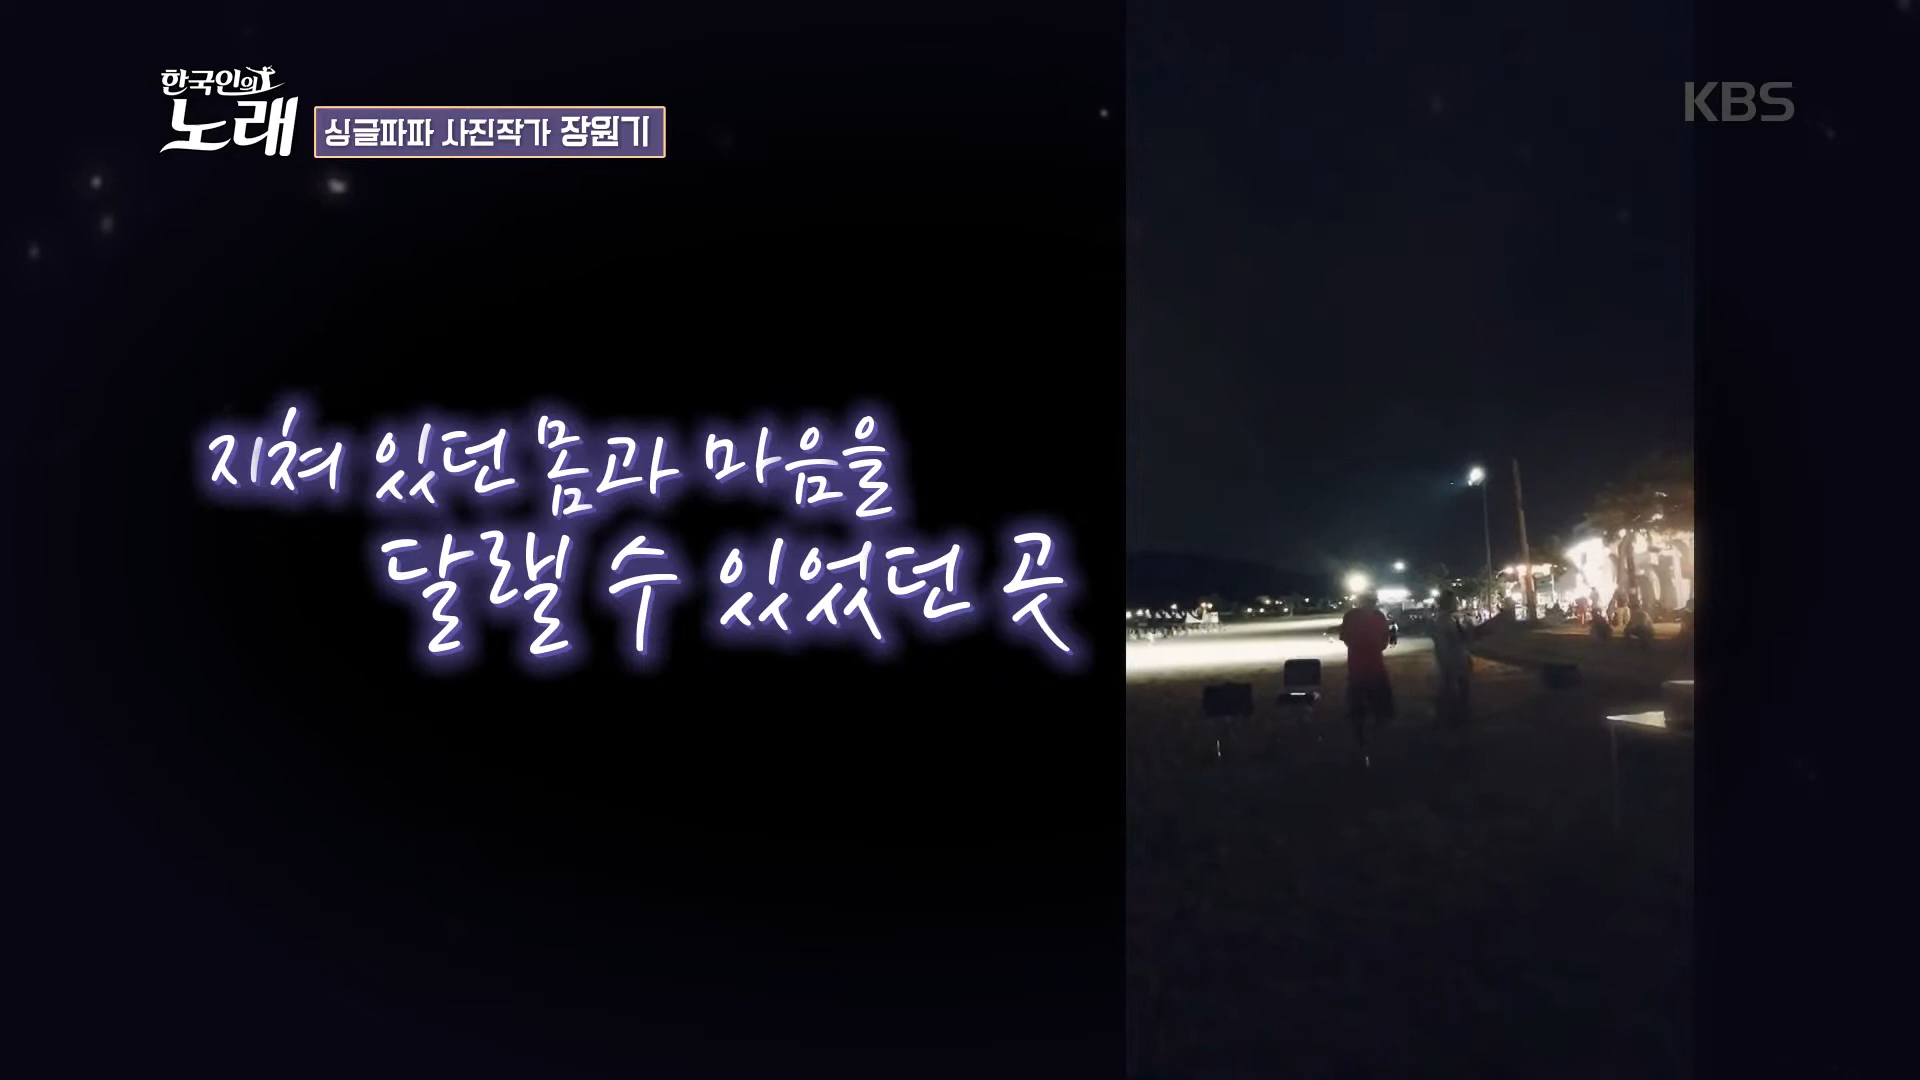 한국인의
노래
싱글파파 사진작가 장원기
KBS
지쳐 있던 몸과 마음을
달랠 수 있었던 곳